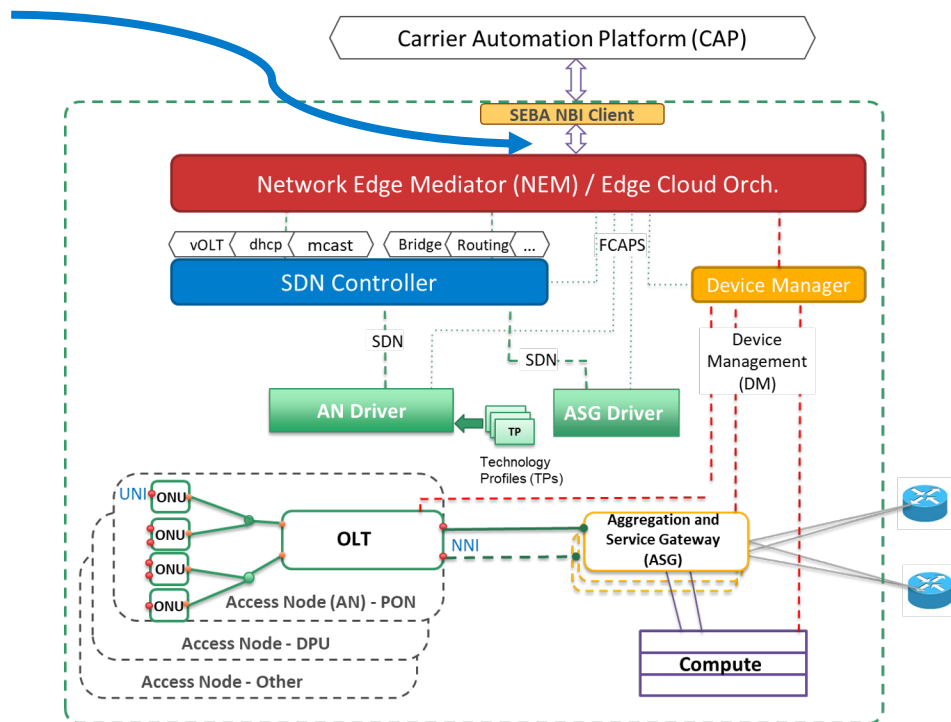 Carrier Automation Platform (CAP)
SEBA NBI Client
Network Edge Mediator (NEM) / Edge Cloud Orch.
vOLT
dhcp
mcast
Bridge
Routing
...
FCAPS
SDN Controller
Device Manager
SDN
SDN
Device
Management
(DM)
AN Driver
TP
ASG Driver
Technology
Profiles (TPs)
UNI
ONU
ONU
ONU
ONU
OLT
NNI
Aggregation and
Service Gateway
(ASG)
Access Node (AN) - PON
Access Node - DPU
Access Node - Other
Compute